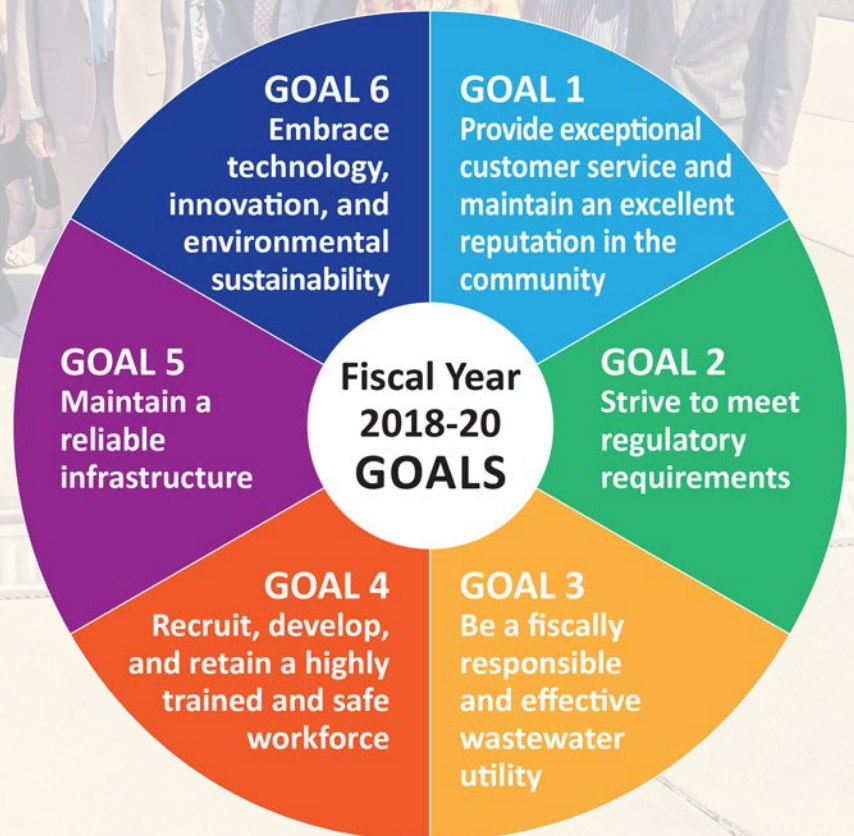 Fiscal Year
2018-20
GOALS
GOAL 1
Provide exceptional
customer service and
maintain an excellent
reputation in the
community
GOAL 2
Strive to meet
regulatory
requirements
GOAL 3
Be a fiscally
responsible
and effective
wastewater
utility
GOAL 4
Recruit, develop,
and retain a highly
trained and safe
workforce
GOAL 5
Maintain a
reliable
infrastructure
GOAL 6
Embrace
technology,
innovation, and
environmental
sustainability